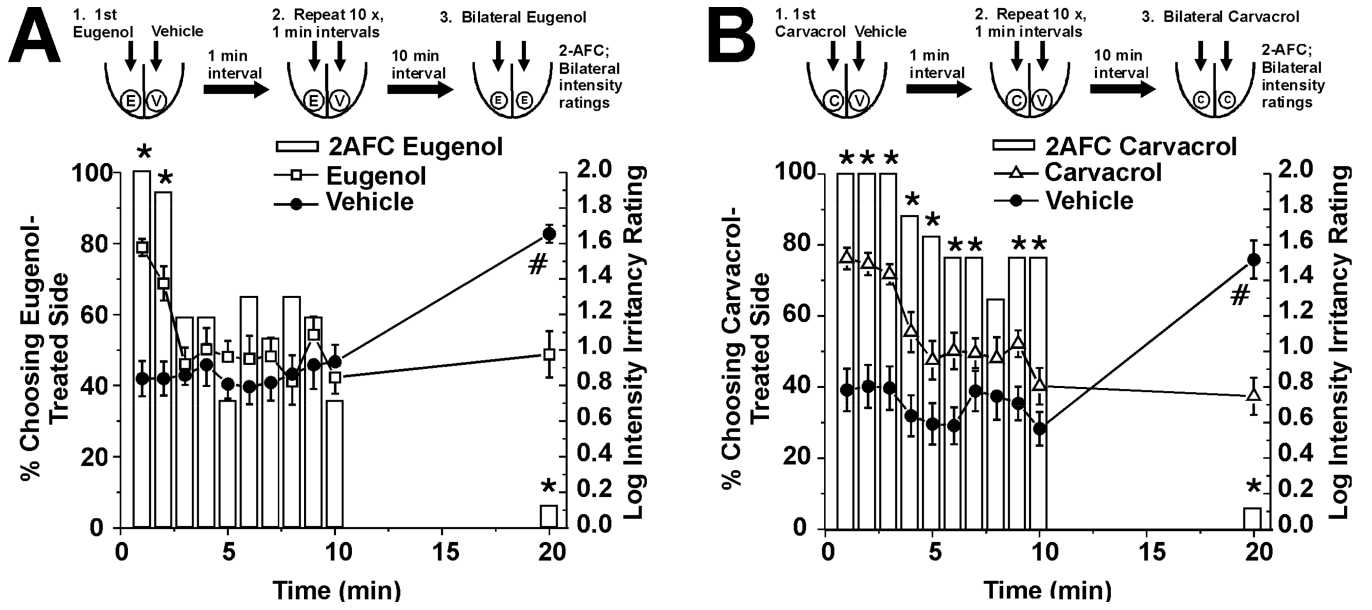 A
1. 1st
Eugenol Vehicle
1 min
interval
2. Repeat 10 x,
1 min intervals
10 min
interval
3. Bilateral Eugenol
2-AFC;
Bilateral
intensity
ratings
E V
E V
E E
2AFC Eugenol
Eugenol
Vehicle
% Choosing Eugenol-
Treated Side
100
80
60
40
20
0
* *
#
*
2.0
1.8
1.6
1.4
1.2
1.0
0.8
0.6
0.4
0.2
0.0
Log Intensity Irritancy Rating
0 5 10 15 20
Time (min)
B
1. 1st
Carvacrol Vehicle
1 min
interval
2. Repeat 10 x,
1 min intervals
10 min
interval
3. Bilateral Carvacrol
2-AFC;
Bilateral
intensity
ratings
C V
C V
C C
2AFC Carvacrol
Carvacrol
Vehicle
% Choosing Carvacrol-
Treated Side
100
80
60
40
20
0
* * * * * * * * *
#
*
2.0
1.8
1.6
1.4
1.2
1.0
0.8
0.6
0.4
0.2
0.0
Log Intensity Irritancy Rating
0 5 10 15 20
Time (min)